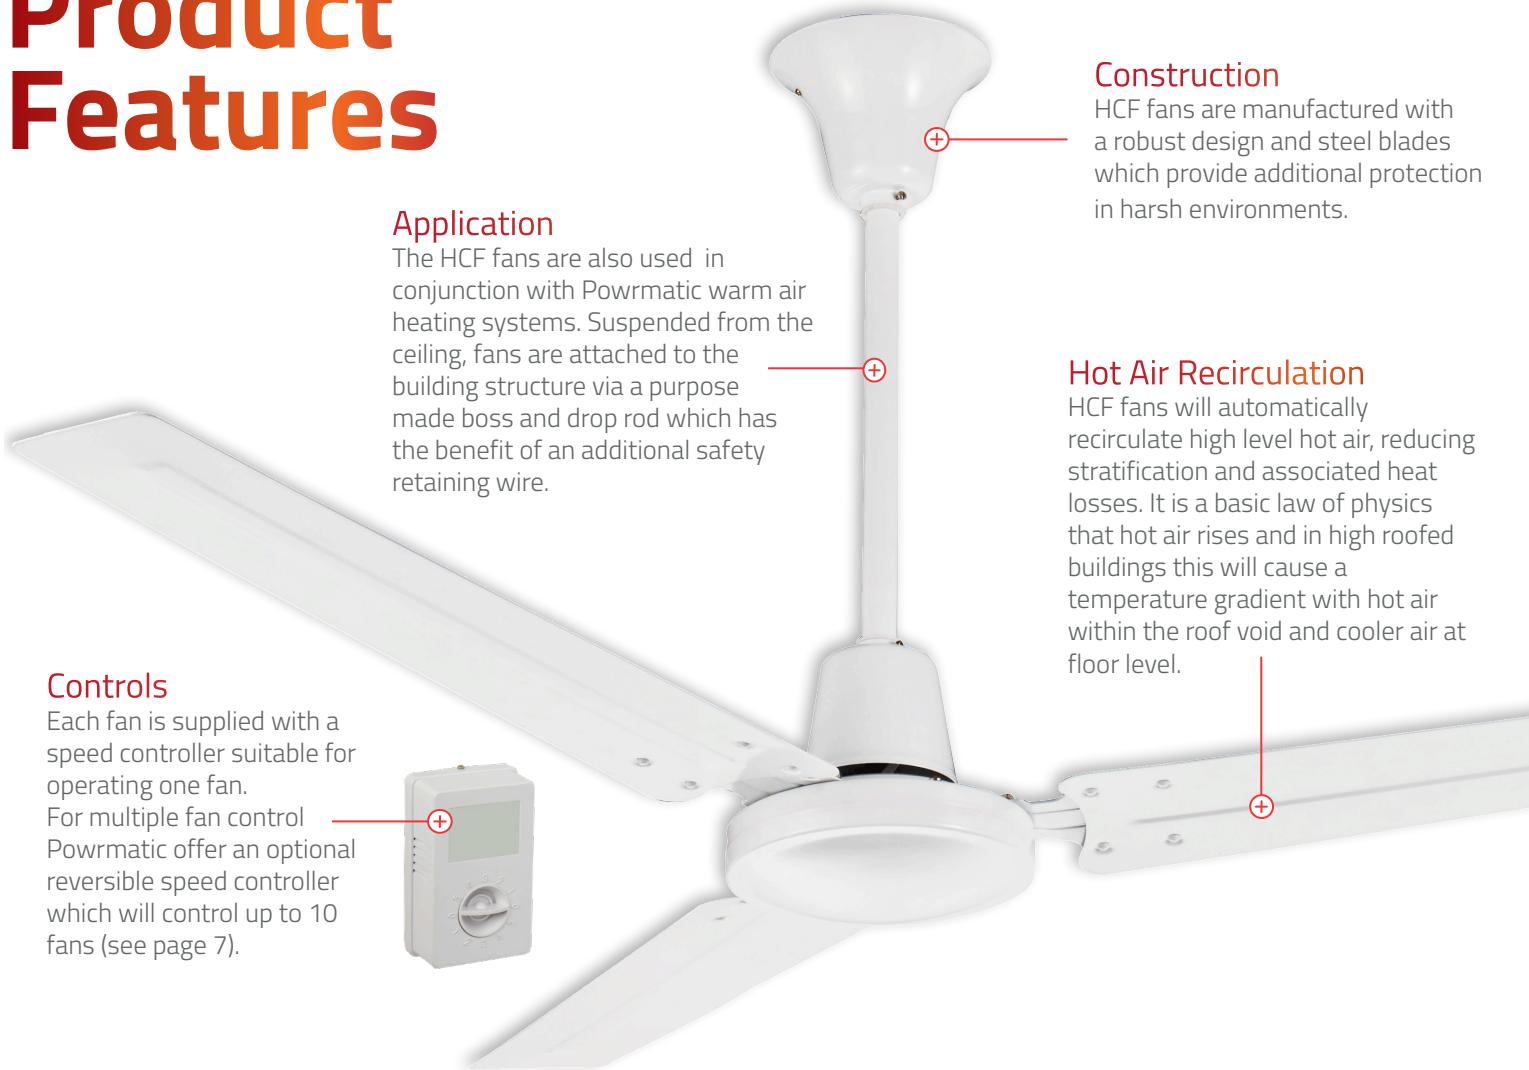 Product
Features
Construction
HCF fans are manufactured with
a robust design and steel blades
which provide additional protection
in harsh environments.
Application
The HCF fans are also used in
conjunction with Powrmatic warm air
heating systems. Suspended from the
ceiling, fans are attached to the
building structure via a purpose
made boss and drop rod which has
the benefit of an additional safety
retaining wire.
Hot Air Recirculation
HCF fans will automatically
recirculate high level hot air, reducing
stratification and associated heat
losses. It is a basic law of physics
that hot air rises and in high roofed
buildings this will cause a
temperature gradient with hot air
within the roof void and cooler air at
floor level.
Controls
Each fan is supplied with a
speed controller suitable for
operating one fan.
For multiple fan control
Powrmatic offer an optional
reversible speed controller
which will control up to 10
fans (see page 7).